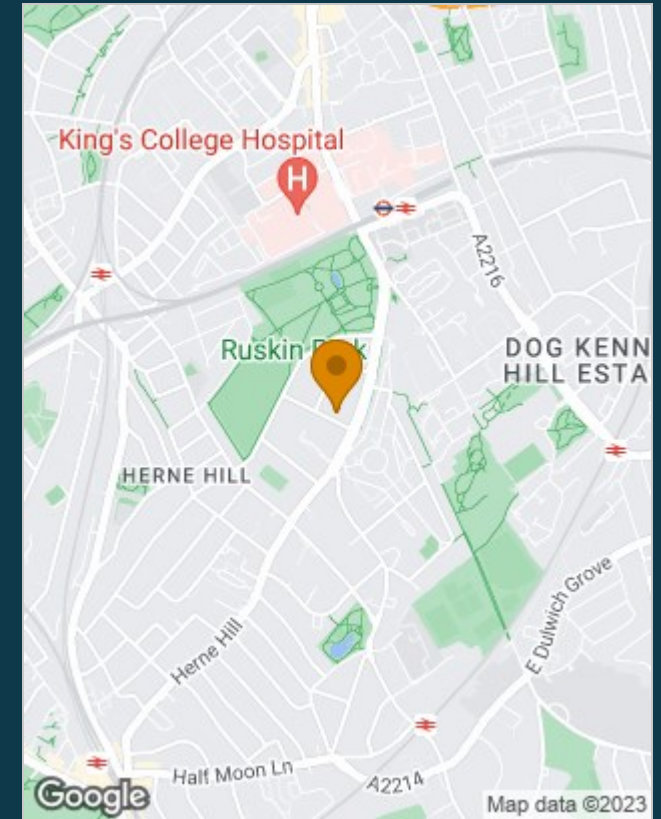 King's College Hospital
H
A2216
Ruskin Park
DOG KENN
HILL ESTA
HERNE HILL
E Dulwich Grove
Herne Hill
Half Moon Ln
A2214
Google
Map data ©2023